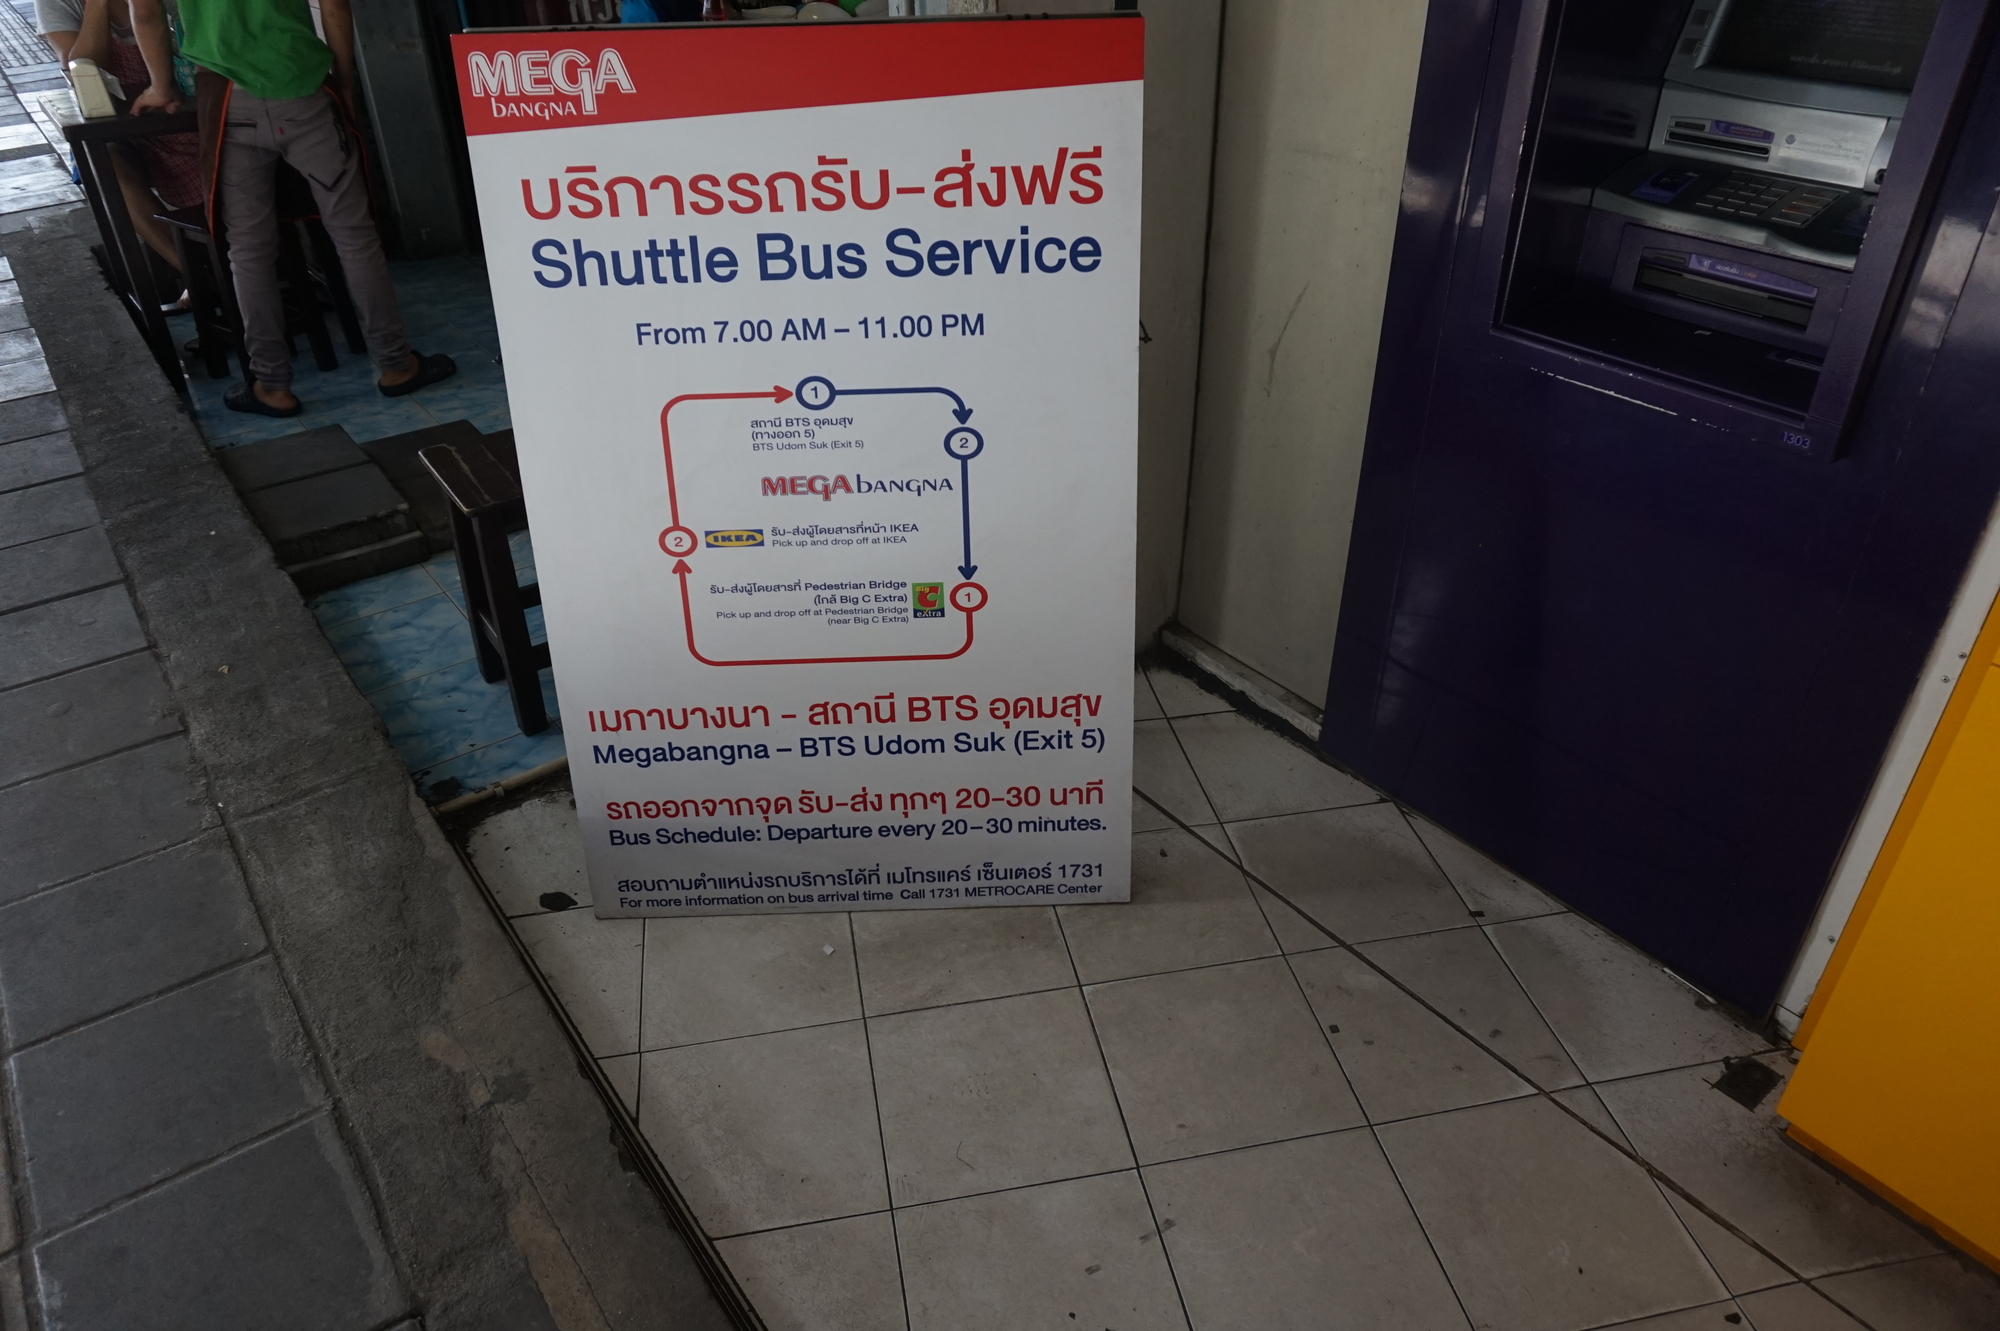 MEGA
bangna
บริการรถรับ-ส่งฟรี
Shuttle Bus Service
From 7.00 AM – 11.00 PM
1
สถานี BTS อุดมสุข
(ทางออก 5)
BTS Udom Suk (Exit 5)
2
MEGA bangna
2
IKEA
รับ-ส่งผู้โดยสารที่หน้า IKEA
Pick up and drop off at IKEA
รับ-ส่งผู้โดยสารที่ Pedestrian Bridge
(ใกล้ Big C Extra)
Pick up and drop off at Pedestrian Bridge
(near Big C Extra)
Big
C
eXtra
1
เมกาบางนา - สถานี BTS อุดมสุข
Megabangna – BTS Udom Suk (Exit 5)
รถออกจากจุด รับ-ส่ง ทุกๆ 20-30 นาที
Bus Schedule: Departure every 20–30 minutes.
สอบถามตำแหน่งรถบริการได้ที่ เมโทรแคร์ เซ็นเตอร์ 1731
For more information on bus arrival time Call 1731 METROCARE Center
1303